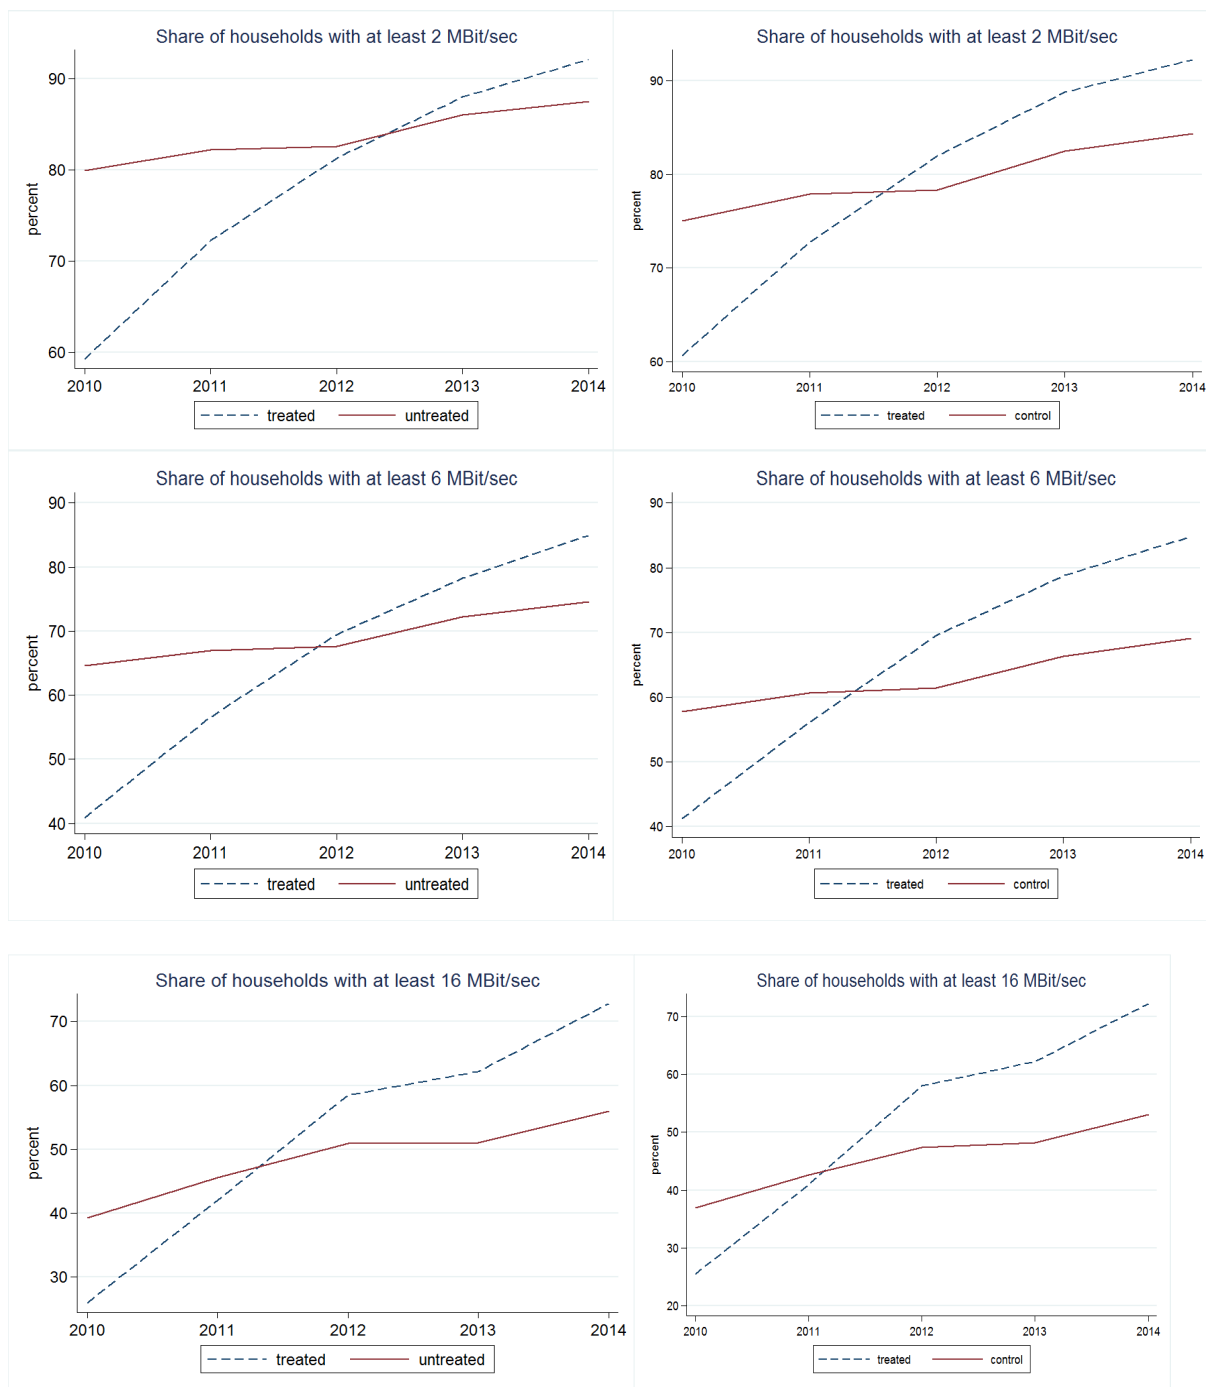 Share of households with at least 2 MBit/sec
percent
90
80
70
60
2010 2011 2012 2013 2014
treated untreated
Share of households with at least 2 MBit/sec
percent
90
80
70
60
2010 2011 2012 2013 2014
treated control
Share of households with at least 6 MBit/sec
percent
90
80
70
60
50
40
2010 2011 2012 2013 2014
treated untreated
Share of households with at least 6 MBit/sec
percent
90
80
70
60
50
40
2010 2011 2012 2013 2014
treated control
Share of households with at least 16 MBit/sec
percent
70
60
50
40
30
2010 2011 2012 2013 2014
treated untreated
Share of households with at least 16 MBit/sec
percent
70
60
50
40
30
20
2010 2011 2012 2013 2014
treated control